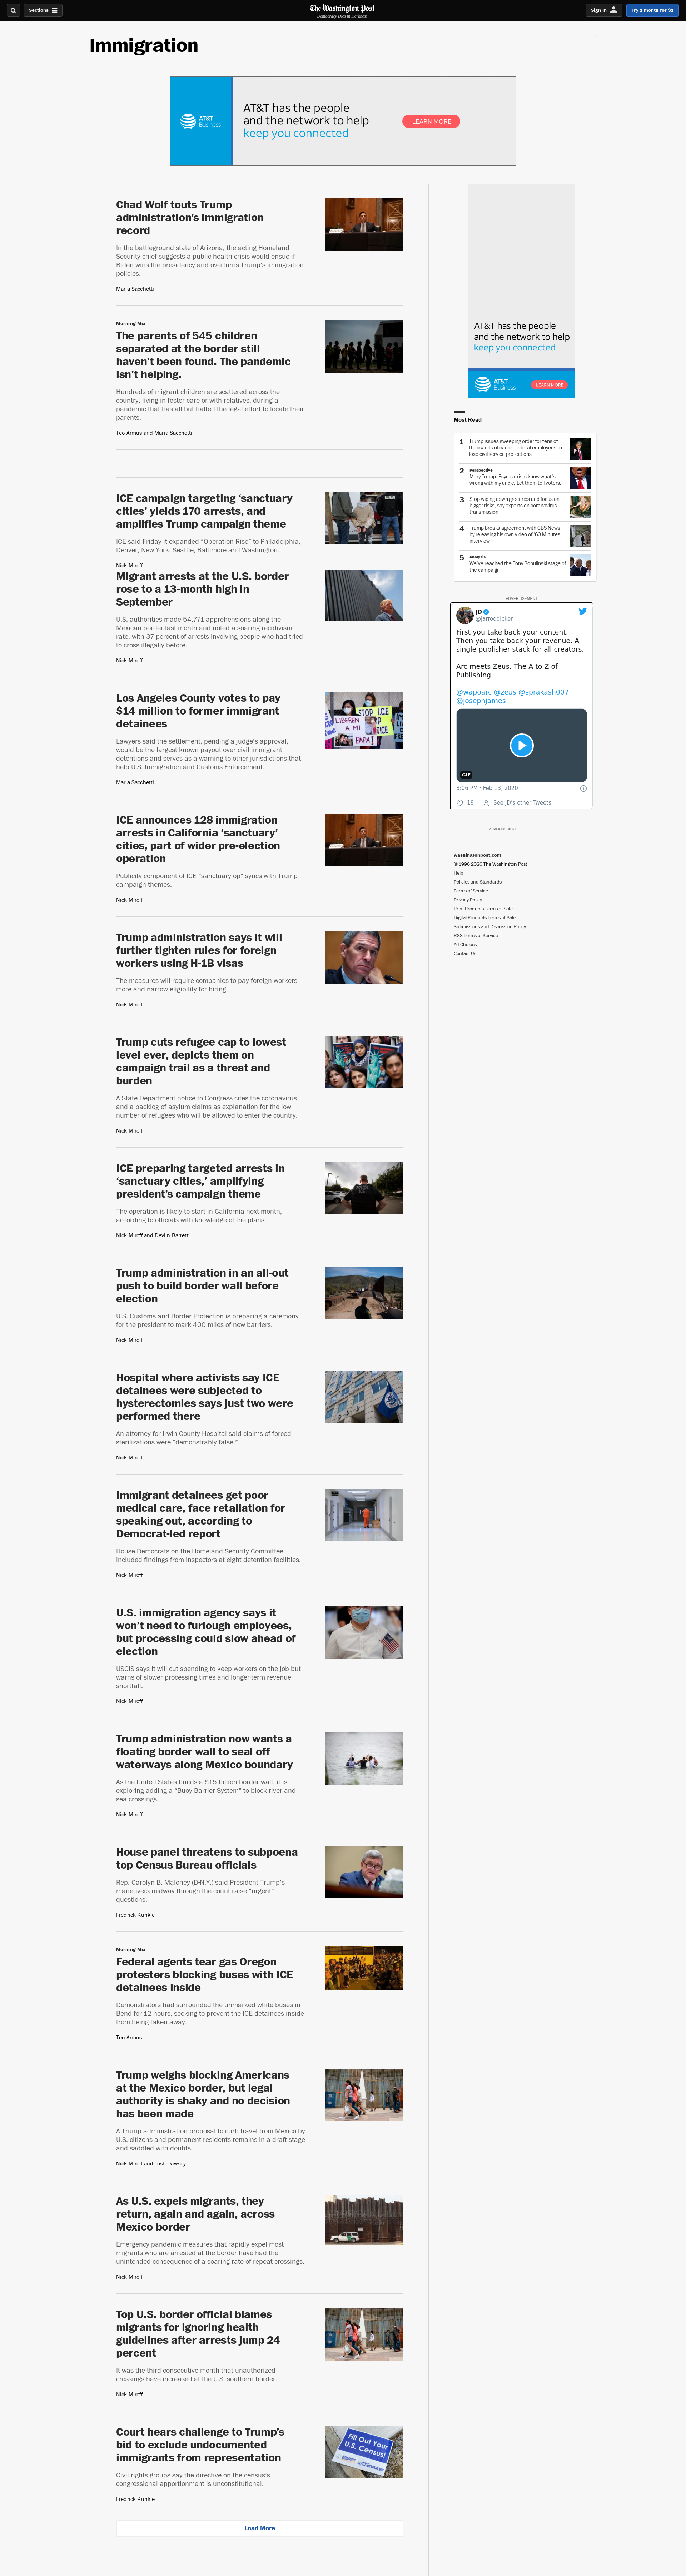 Sections
The Washington Post
Democracy Dies in Darkness
Sign In
Try 1 month for $1
Immigration
AT&T
Business
AT&T has the people
and the network to help
keep you connected
LEARN MORE
Chad Wolf touts Trump
administration's immigration
record
In the battleground state of Arizona, the acting Homeland
Security chief suggests a public health crisis would ensue if
Biden wins the presidency and overturns Trump's immigration
policies.
Maria Sacchetti
Morning Mix
The parents of 545 children
separated at the border still
haven't been found. The pandemic
isn't helping.
Hundreds of migrant children are scattered across the
country, living in foster care or with relatives, during a
pandemic that has all but halted the legal effort to locate their
parents.
Teo Armus and Maria Sacchetti
ICE campaign targeting 'sanctuary
cities' yields 170 arrests, and
amplifies Trump campaign theme
ICE said Friday it expanded "Operation Rise" to Philadelphia,
Denver, New York, Seattle, Baltimore and Washington.
Nick Miroff
Migrant arrests at the U.S. border
rose to a 13-month high in
September
U.S. authorities made 54,771 apprehensions along the
Mexican border last month and noted a soaring recidivism
rate, with 37 percent of arrests involving people who had tried
to cross illegally before.
Nick Miroff
Los Angeles County votes to pay
$14 million to former immigrant
detainees
Lawyers said the settlement, pending a judge's approval,
would be the largest known payout over civil immigrant
detentions and serves as a warning to other jurisdictions that
help U.S. Immigration and Customs Enforcement.
Maria Sacchetti
STOP ICE
LIBEREN
A MI
PAPA!
ICE announces 128 immigration
arrests in California 'sanctuary'
cities, part of wider pre-election
operation
Publicity component of ICE "sanctuary op" syncs with Trump
campaign themes.
Nick Miroff
Trump administration says it will
further tighten rules for foreign
workers using H-1B visas
The measures will require companies to pay foreign workers
more and narrow eligibility for hiring.
Nick Miroff
Trump cuts refugee cap to lowest
level ever, depicts them on
campaign trail as a threat and
burden
A State Department notice to Congress cites the coronavirus
and a backlog of asylum claims as explanation for the low
number of refugees who will be allowed to enter the country.
Nick Miroff
ICE preparing targeted arrests in
'sanctuary cities,' amplifying
president's campaign theme
The operation is likely to start in California next month,
according to officials with knowledge of the plans.
Nick Miroff and Devlin Barrett
Trump administration in an all-out
push to build border wall before
election
U.S. Customs and Border Protection is preparing a ceremony
for the president to mark 400 miles of new barriers.
Nick Miroff
Hospital where activists say ICE
detainees were subjected to
hysterectomies says just two were
performed there
An attorney for Irwin County Hospital said claims of forced
sterilizations were "demonstrably false."
Nick Miroff
Immigrant detainees get poor
medical care, face retaliation for
speaking out, according to
Democrat-led report
House Democrats on the Homeland Security Committee
included findings from inspectors at eight detention facilities.
Nick Miroff
U.S. immigration agency says it
won't need to furlough employees,
but processing could slow ahead of
election
USCIS says it will cut spending to keep workers on the job but
warns of slower processing times and longer-term revenue
shortfall.
Nick Miroff
Trump administration now wants a
floating border wall to seal off
waterways along Mexico boundary
As the United States builds a $15 billion border wall, it is
exploring adding a "Buoy Barrier System" to block river and
sea crossings.
Nick Miroff
House panel threatens to subpoena
top Census Bureau officials
Rep. Carolyn B. Maloney (D-N.Y.) said President Trump's
maneuvers midway through the count raise "urgent"
questions.
Fredrick Kunkle
Morning Mix
Federal agents tear gas Oregon
protesters blocking buses with ICE
detainees inside
Demonstrators had surrounded the unmarked white buses in
Bend for 12 hours, seeking to prevent the ICE detainees inside
from being taken away.
Teo Armus
Trump weighs blocking Americans
at the Mexico border, but legal
authority is shaky and no decision
has been made
A Trump administration proposal to curb travel from Mexico by
U.S. citizens and permanent residents remains in a draft stage
and saddled with doubts.
Nick Miroff and Josh Dawsey
As U.S. expels migrants, they
return, again and again, across
Mexico border
Emergency pandemic measures that rapidly expel most
migrants who are arrested at the border have had the
unintended consequence of a soaring rate of repeat crossings.
Nick Miroff
Top U.S. border official blames
migrants for ignoring health
guidelines after arrests jump 24
percent
It was the third consecutive month that unauthorized
crossings have increased at the U.S. southern border.
Nick Miroff
Court hears challenge to Trump's
bid to exclude undocumented
immigrants from representation
Civil rights groups say the directive on the census's
congressional apportionment is unconstitutional.
Fredrick Kunkle
Fill Out Your
U.S. Census!
Load More
AT&T has the people
and the network to help
keep you connected
AT&T
Business
LEARN MORE
Most Read
1
Trump issues sweeping order for tens of
thousands of career federal employees to
lose civil service protections
2
Perspective
Mary Trump: Psychiatrists know what's
wrong with my uncle. Let them tell voters.
3
Stop wiping down groceries and focus on
bigger risks, say experts on coronavirus
transmission
4
Trump breaks agreement with CBS News
by releasing his own video of '60 Minutes'
interview
5
Analysis
We've reached the Tony Bobulinski stage of
the campaign
ADVERTISEMENT
JD
@jarroddicker
First you take back your content.
Then you take back your revenue. A
single publisher stack for all creators.
Arc meets Zeus. The A to Z of
Publishing.
@wapoarc @zeus @sprakash007
@josephjames
GIF
8:08 PM · Feb 13, 2020
18
See JD's other Tweets
ADVERTISEMENT
washingtonpost.com
© 1996-2020 The Washington Post
Help
Policies and Standards
Terms of Service
Privacy Policy
Print Products Terms of Sale
Digital Products Terms of Sale
Submissions and Discussion Policy
RSS Terms of Service
Ad Choices
Contact Us